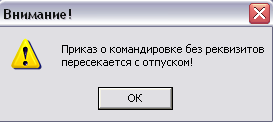 Внимание!
Приказ о командировке без реквизитов
пересекается с отпуском!
OK